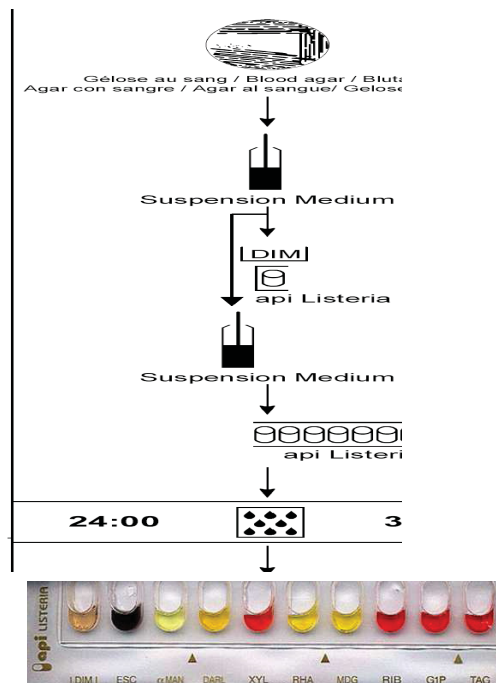 Gélose au sang / Blood agar / Bluta
Agar con sangre / Agar al sangue/ Gelose
Suspension Medium
DIM
api Listeria
Suspension Medium
api Listeri
24:00
3
api LISTERIA
DIM ESC αMAN DARL XYL RHA MDG RIB G1P TAG